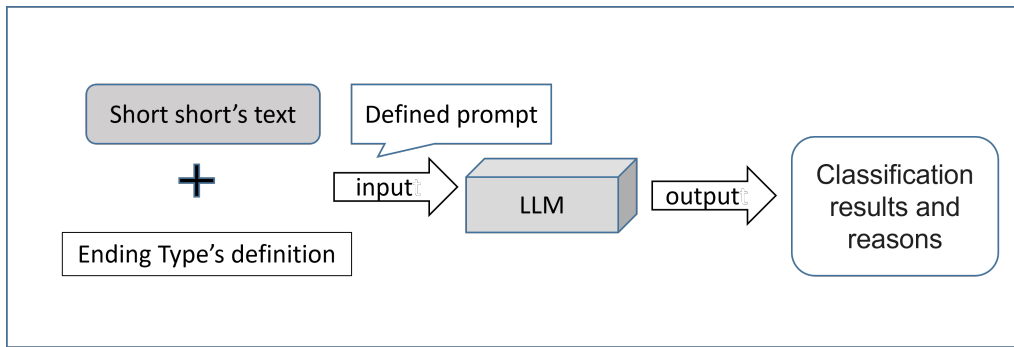 Short short's text
Defined prompt
input
LLM
output
Classification
results and
reasons
Ending Type's definition